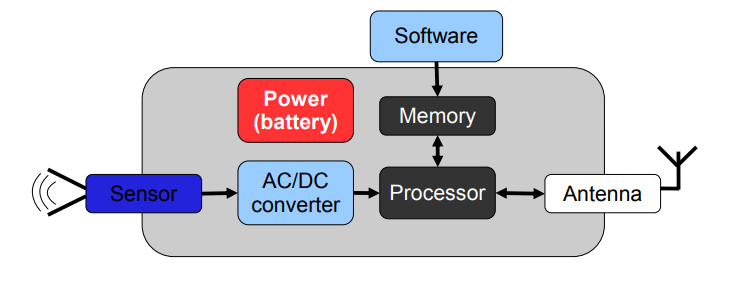 Software
Power
(battery)
Memory
Sensor
AC/DC
converter
Processor
Antenna